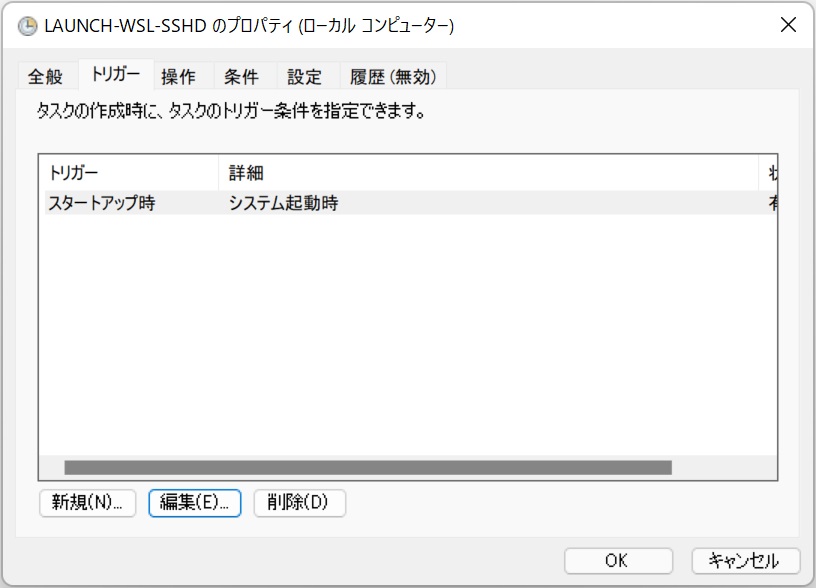 LAUNCH-WSL-SSHD のプロパティ (ローカル コンピューター)
全般 トリガー 操作 条件 設定 履歴 (無効)
タスクの作成時に、タスクのトリガー条件を指定できます。
トリガー 詳細
スタートアップ時 システム起動時 有
新規(N)... 編集(E)... 削除(D)
OK キャンセル